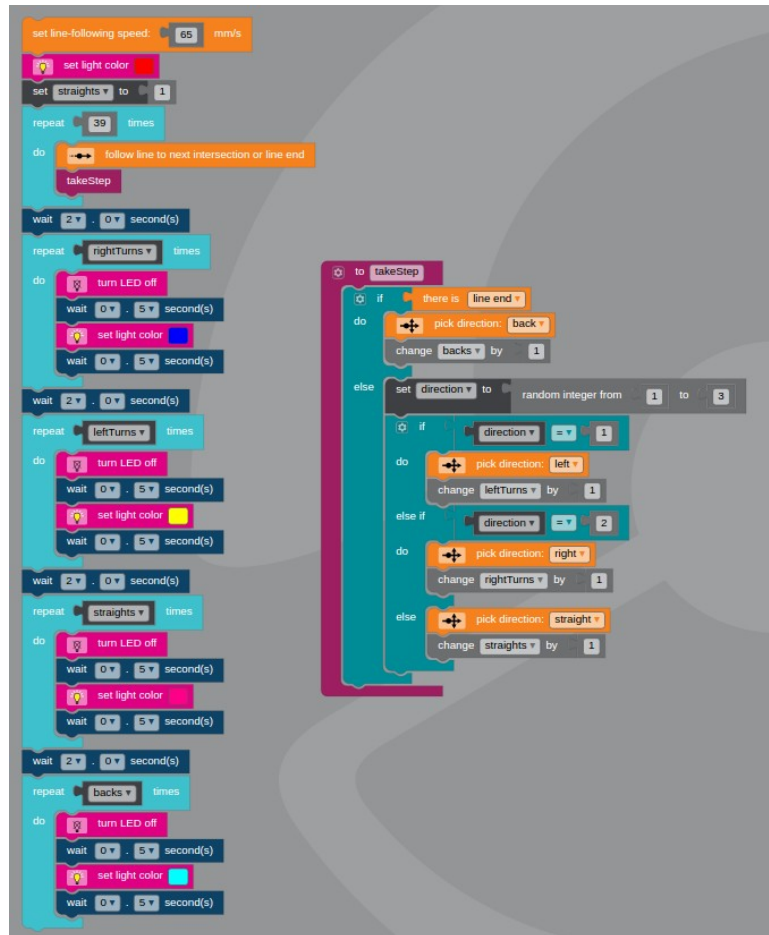 set line-following speed: 65 mm/s
set light color
set straights to 1
repeat 39 times
do follow line to next intersection or line end
takeStep
wait 2 . 0 second(s)
repeat rightTurns times
do turn LED off
wait 0 . 5 second(s)
set light color
wait 0 . 5 second(s)
wait 2 . 0 second(s)
repeat leftTurns times
do turn LED off
wait 0 . 5 second(s)
set light color
wait 0 . 5 second(s)
wait 2 . 0 second(s)
repeat straights times
do turn LED off
wait 0 . 5 second(s)
set light color
wait 0 . 5 second(s)
wait 2 . 0 second(s)
repeat backs times
do turn LED off
wait 0 . 5 second(s)
set light color
wait 0 . 5 second(s)
to takeStep
if there is line end
do pick direction: back
change backs by 1
else set direction to random integer from 1 to 3
if direction = 1
do pick direction: left
change leftTurns by 1
else if direction = 2
do pick direction: right
change rightTurns by 1
else pick direction: straight
change straights by 1